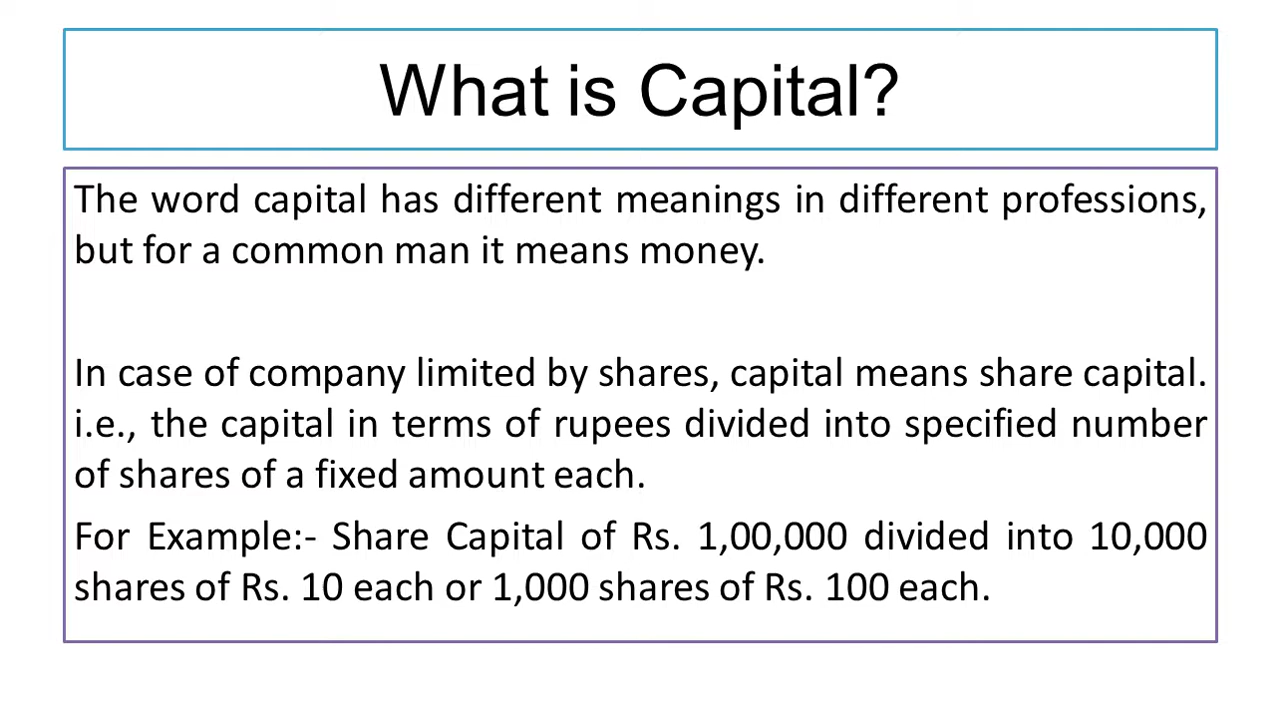 What is Capital?
The word capital has different meanings in different professions,
but for a common man it means money.
In case of company limited by shares, capital means share capital.
i.e., the capital in terms of rupees divided into specified number
of shares of a fixed amount each.
For Example:- Share Capital of Rs. 1,00,000 divided into 10,000
shares of Rs. 10 each or 1,000 shares of Rs. 100 each.